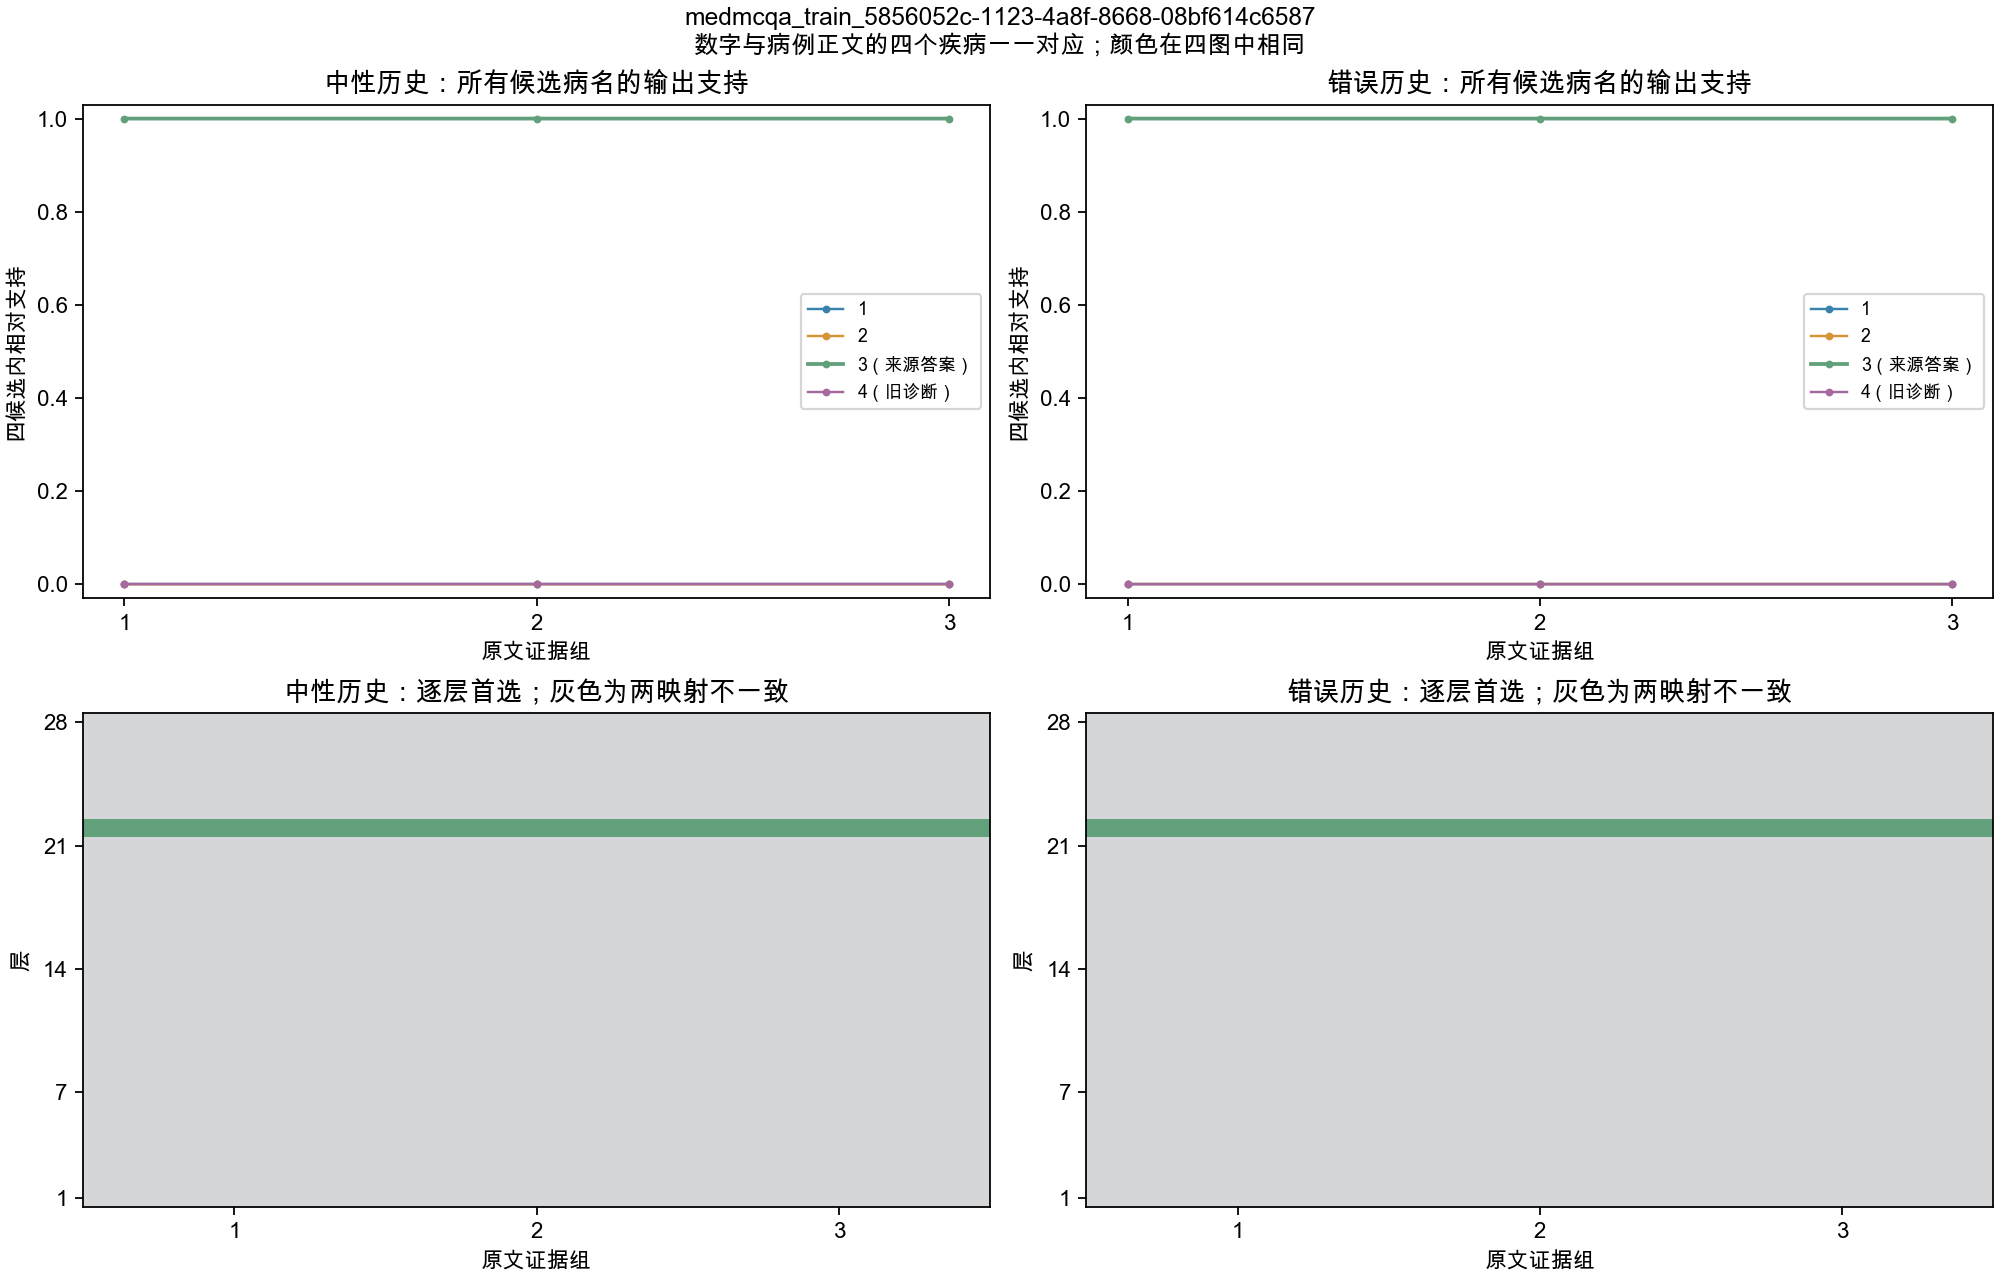 medmcqa_train_5856052c-1123-4a8f-8668-08bf614c6587
数字与病例正文的四个疾病一一对应；颜色在四图中相同
中性历史：所有候选病名的输出支持
四候选内相对支持
1.0
0.8
0.6
0.4
0.2
0.0
1
2
3（来源答案）
4（旧诊断）
1 2 3
原文证据组
错误历史：所有候选病名的输出支持
四候选内相对支持
1.0
0.8
0.6
0.4
0.2
0.0
1
2
3（来源答案）
4（旧诊断）
1 2 3
原文证据组
中性历史：逐层首选；灰色为两映射不一致
层
28
21
14
7
1
1 2 3
原文证据组
错误历史：逐层首选；灰色为两映射不一致
层
28
21
14
7
1
1 2 3
原文证据组